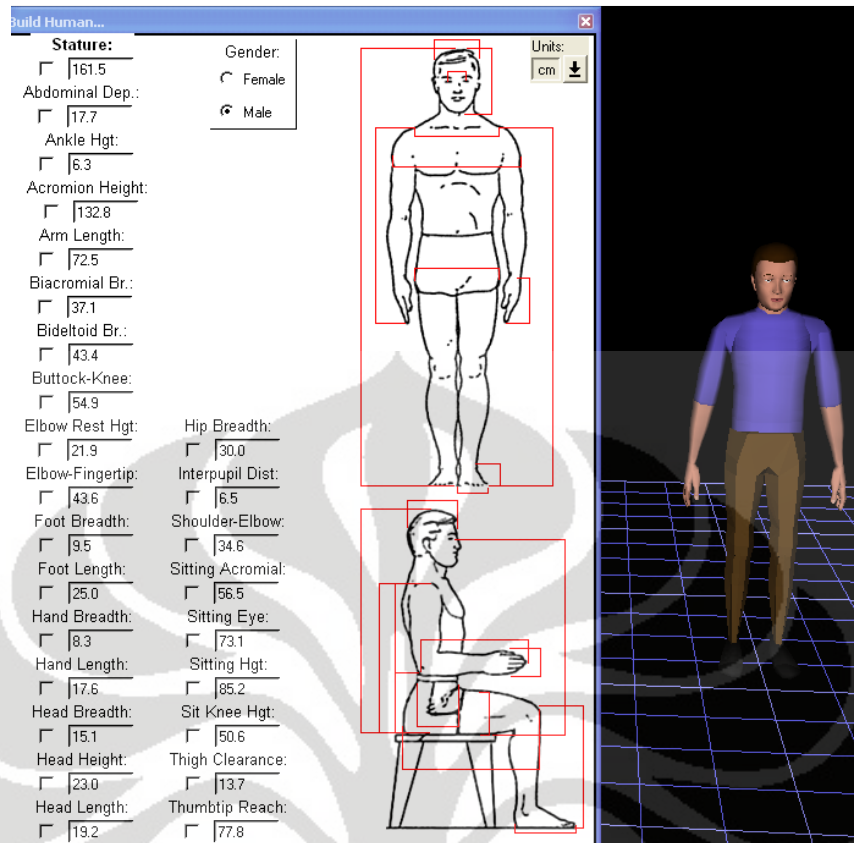 Build Human...
Stature:
161.5
Abdominal Dep.:
17.7
Ankle Hgt:
6.3
Acromion Height:
132.8
Arm Length:
72.5
Biacromial Br.:
37.1
Bideltoid Br.:
43.4
Buttock-Knee:
54.9
Elbow Rest Hgt:
21.9
Elbow-Fingertip:
43.6
Foot Breadth:
9.5
Foot Length:
25.0
Hand Breadth:
8.3
Hand Length:
17.6
Head Breadth:
15.1
Head Height:
23.0
Head Length:
19.2
Hip Breadth:
30.0
Interpupil Dist:
6.5
Shoulder-Elbow:
34.6
Sitting Acromial:
56.5
Sitting Eye:
73.1
Sitting Hgt:
85.2
Sit Knee Hgt:
50.6
Thigh Clearance:
13.7
Thumbtip Reach:
77.8
Gender:
Female
Male
Units:
cm